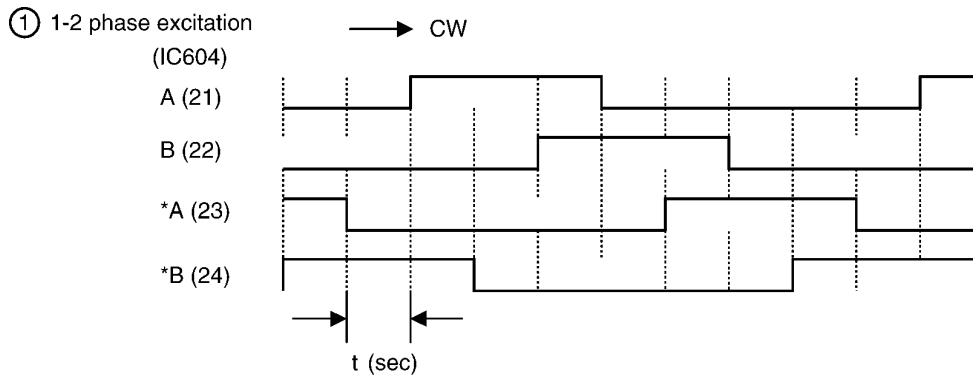 ① 1-2 phase excitation
CW
(IC604)
A (21)
B (22)
*A (23)
*B (24)
t (sec)